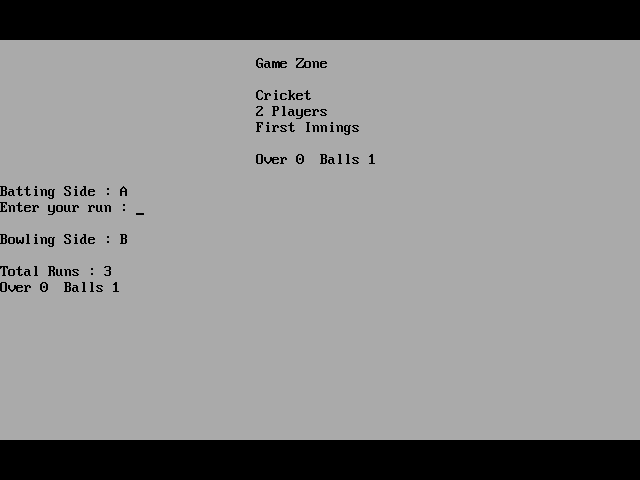 Game Zone
Cricket
2 Players
First Innings
Over 0  Balls 1
Batting Side : A
Enter your run : _
Bowling Side : B
Total Runs : 3
Over 0  Balls 1